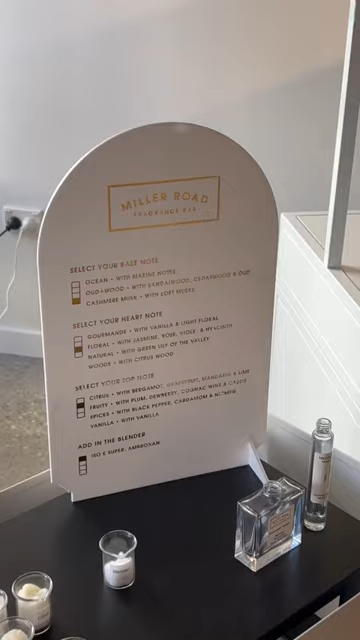 MILLER ROAD
FRAGRANCE BAR
SELECT YOUR BASE NOTE
OCEAN • WITH MARINE NOTES
OUD+WOOD • WITH SANDALWOOD, CEDARWOOD & OUD
CASHMERE MUSK • WITH SOFT MUSKS
SELECT YOUR HEART NOTE
GOURMANDE • WITH VANILLA & LIGHT FLORAL
FLORAL • WITH JASMINE, ROSE, VIOLET & HYACINTH
NATURAL • WITH GREEN LILY OF THE VALLEY
WOODS • WITH CITRUS WOOD
SELECT YOUR TOP NOTE
CITRUS • WITH BERGAMOT, GRAPEFRUIT, MANDARIN & LIME
FRUITY • WITH PLUM, DEWBERRY, COGNAC WINE & CASSIS
SPICES • WITH BLACK PEPPER, CARDAMOM & NUTMEG
VANILLA • WITH VANILLA
ADD IN THE BLENDER
ISO E SUPER, AMBROXAN